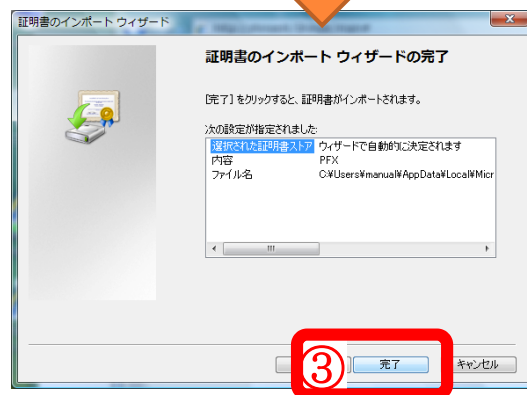 証明書のインポート ウィザード
証明書のインポート ウィザードの完了
[完了] をクリックすると、証明書がインポートされます。
次の設定が指定されました:
選択された証明書ストア ウィザードで自動的に決定されます
内容 PFX
ファイル名 C:¥Users¥manual¥AppData¥Local¥Micr
③ 完了 キャンセル